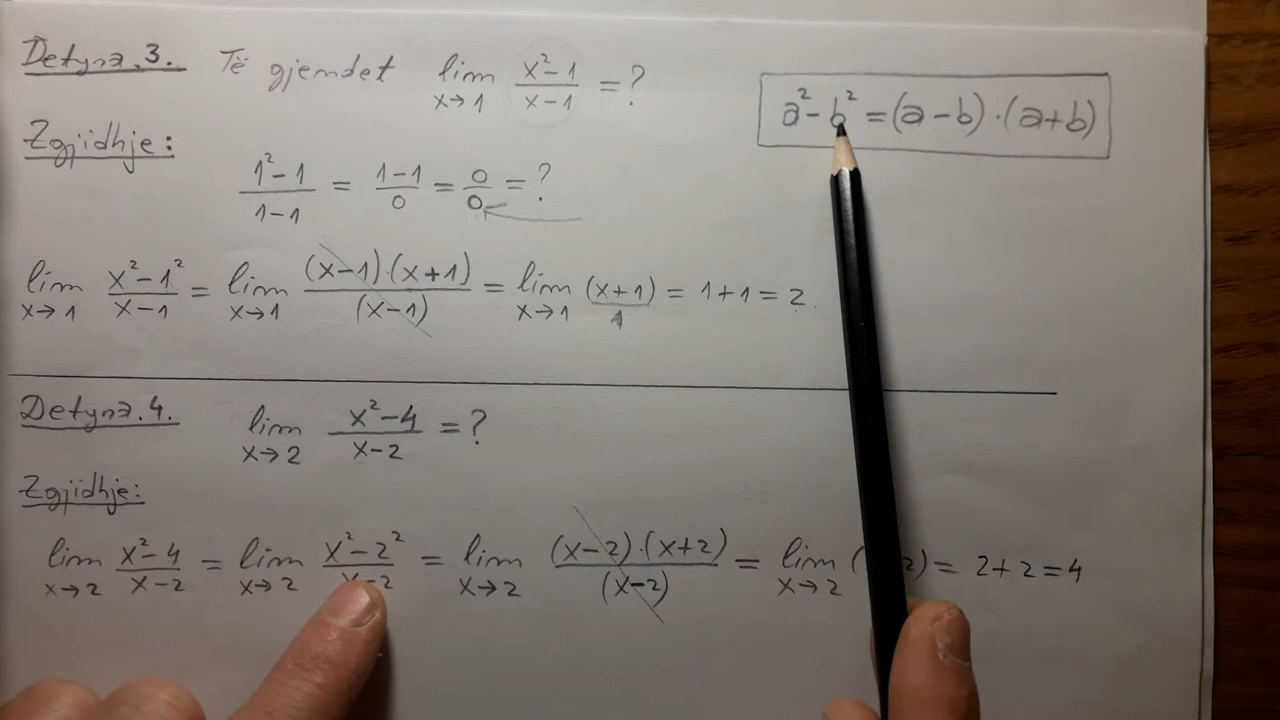 Detyra.3. Të gjendet lim x→1 (x²-1)/(x-1) = ?
a²-b² = (a-b)·(a+b)
Zgjidhje:
(1²-1)/(1-1) = (1-1)/0 = 0/0 = ?
lim x→1 (x²-1²)/(x-1) = lim x→1 ((x-1)·(x+1))/(x-1) = lim x→1 (x+1)/1 = 1+1 = 2.
Detyra.4. lim x→2 (x²-4)/(x-2) = ?
Zgjidhje:
lim x→2 (x²-4)/(x-2) = lim x→2 (x²-2²)/(x-2) = lim x→2 ((x-2)·(x+2))/(x-2) = lim x→2 ( 2) = 2+2 = 4